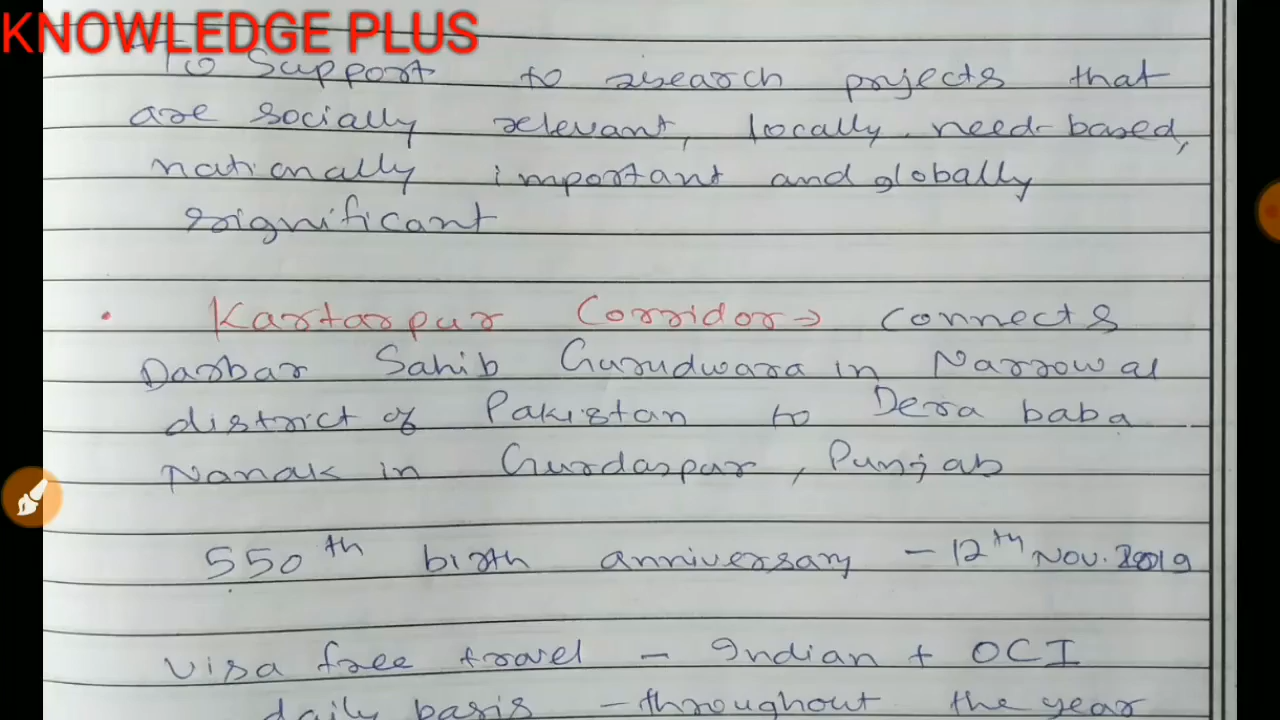 KNOWLEDGE PLUS
To Support to research projects that
are socially relevant, locally need-based,
nationally important and globally
significant
• Kartarpur Corridor → connects
Darbar Sahib Gurudwara in Narrowal
district of Pakistan to Dera baba
Nanak in Gurdaspur, Punjab
550th birth anniversary - 12th Nov. 2019
Visa free travel - Indian + OCI
daily basis - throughout the year